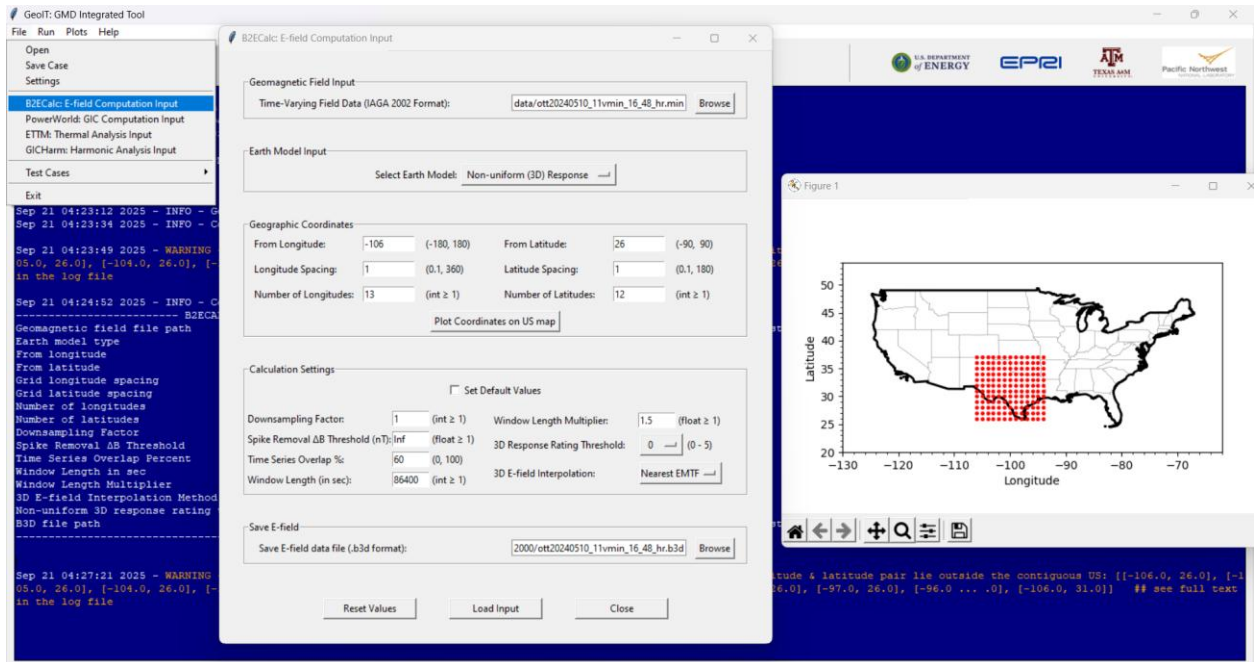 GeoIT: GMD Integrated Tool
File Run Plots Help
Open
Save Case
Settings
B2ECalc: E-field Computation Input
PowerWorld: GIC Computation Input
ETTM: Thermal Analysis Input
GICHarm: Harmonic Analysis Input
Test Cases
Exit
U.S. DEPARTMENT
of ENERGY
EPRI
TEXAS A&M
UNIVERSITY
Pacific Northwest
NATIONAL LABORATORY
Sep 21 04:23:12 2025 - INFO - G
Sep 21 04:23:34 2025 - INFO - C
Sep 21 04:23:49 2025 - WARNING
05.0, 26.0], [-104.0, 26.0], [-
in the log file
Sep 21 04:24:52 2025 - INFO - C
------------------------- B2ECA
Geomagnetic field file path
Earth model type
From longitude
From latitude
Grid longitude spacing
Grid latitude spacing
Number of longitudes
Number of latitudes
Downsampling Factor
Spike Removal ΔB Threshold
Time Series Overlap Percent
Window Length in sec
Window Length Multiplier
3D E-field Interpolation Method
Non-uniform 3D response rating
B3D file path
Sep 21 04:27:21 2025 - WARNING
05.0, 26.0], [-104.0, 26.0], [-
in the log file
B2ECalc: E-field Computation Input
Geomagnetic Field Input
Time-Varying Field Data (IAGA 2002 Format): data/ott20240510_11vmin_16_48_hr.min Browse
Earth Model Input
Select Earth Model: Non-uniform (3D) Response
Geographic Coordinates
From Longitude: -106 (-180, 180) From Latitude: 26 (-90, 90)
Longitude Spacing: 1 (0.1, 360) Latitude Spacing: 1 (0.1, 180)
Number of Longitudes: 13 (int ≥ 1) Number of Latitudes: 12 (int ≥ 1)
Plot Coordinates on US map
Calculation Settings
Set Default Values
Downsampling Factor: 1 (int ≥ 1) Window Length Multiplier: 1.5 (float ≥ 1)
Spike Removal ΔB Threshold (nT): Inf (float ≥ 1) 3D Response Rating Threshold: 0 (0 - 5)
Time Series Overlap %: 60 (0, 100)
Window Length (in sec): 86400 (int ≥ 1) 3D E-field Interpolation: Nearest EMTF
Save E-field
Save E-field data file (.b3d format): 2000/ott20240510_11vmin_16_48_hr.b3d Browse
Reset Values Load Input Close
Figure 1
50
45
40
35
30
25
20
Latitude
-130 -120 -110 -100 -90 -80 -70
Longitude
itude & latitude pair lie outside the contiguous US: [[-106.0, 26.0], [-1
26.0], [-97.0, 26.0], [-96.0 ... .0], [-106.0, 31.0]] ## see full text